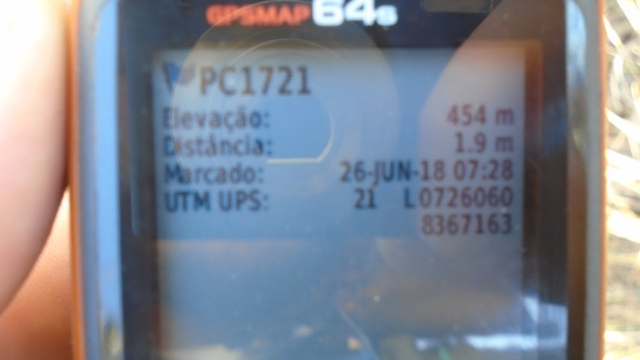 GPSMAP 64s
PC1721
Elevação: 454 m
Distância: 1.9 m
Marcado: 26-JUN-18 07:28
UTM UPS: 21 L 0726060
8367163